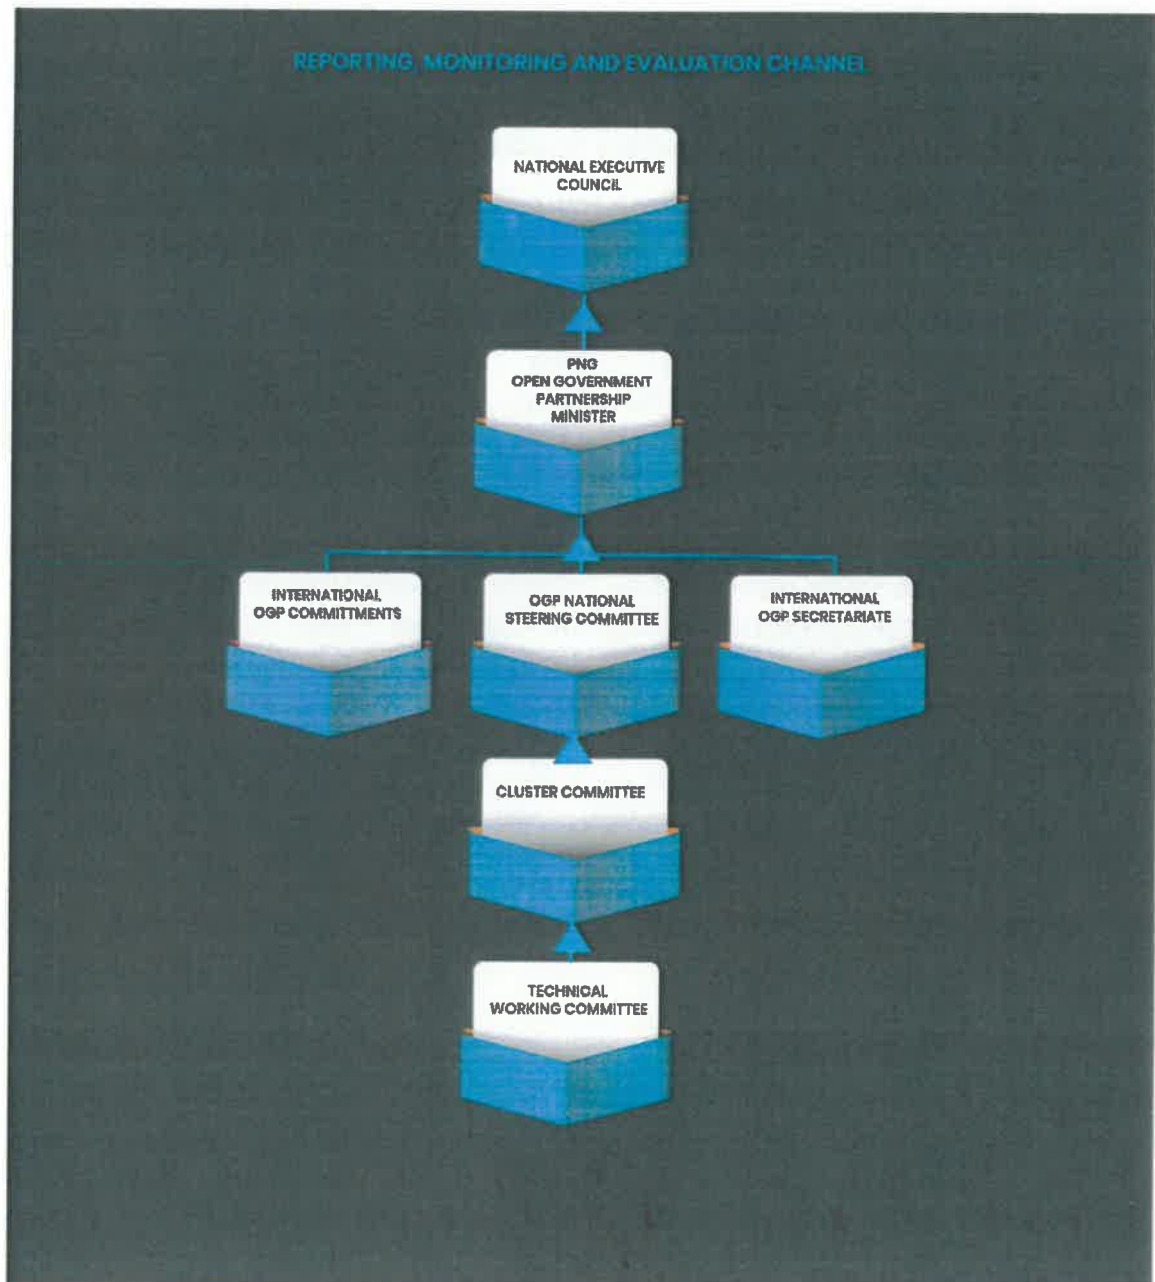 REPORTING, MONITORING AND EVALUATION CHANNEL
NATIONAL EXECUTIVE
COUNCIL
PNG
OPEN GOVERNMENT
PARTNERSHIP
MINISTER
INTERNATIONAL
OGP COMMITTMENTS
OGP NATIONAL
STEERING COMMITTEE
INTERNATIONAL
OGP SECRETARIATE
CLUSTER COMMITTEE
TECHNICAL
WORKING COMMITTEE